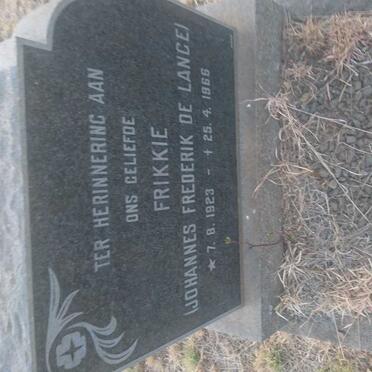 TER HERINNERING AAN
ONS GELIEFDE
FRIKKIE
(JOHANNES FREDERIK DE LANGE)
★ 7. 8. 1923 – † 25. 4. 1966